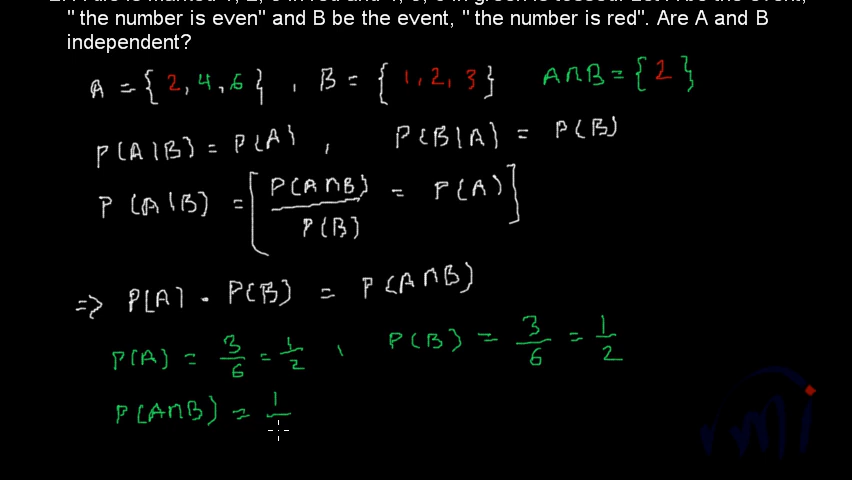 " the number is even" and B be the event, " the number is red". Are A and B
independent?
A = { 2, 4, 6 } , B = { 1, 2, 3 } A∩B = { 2 }
P(A|B) = P(A) , P(B|A) = P(B)
P (A|B) = [ P(A∩B) / P(B) = P(A) ]
=> P(A) . P(B) = P(A∩B)
P(A) = 3/6 = 1/2 , P(B) = 3/6 = 1/2
P(A∩B) = 1/